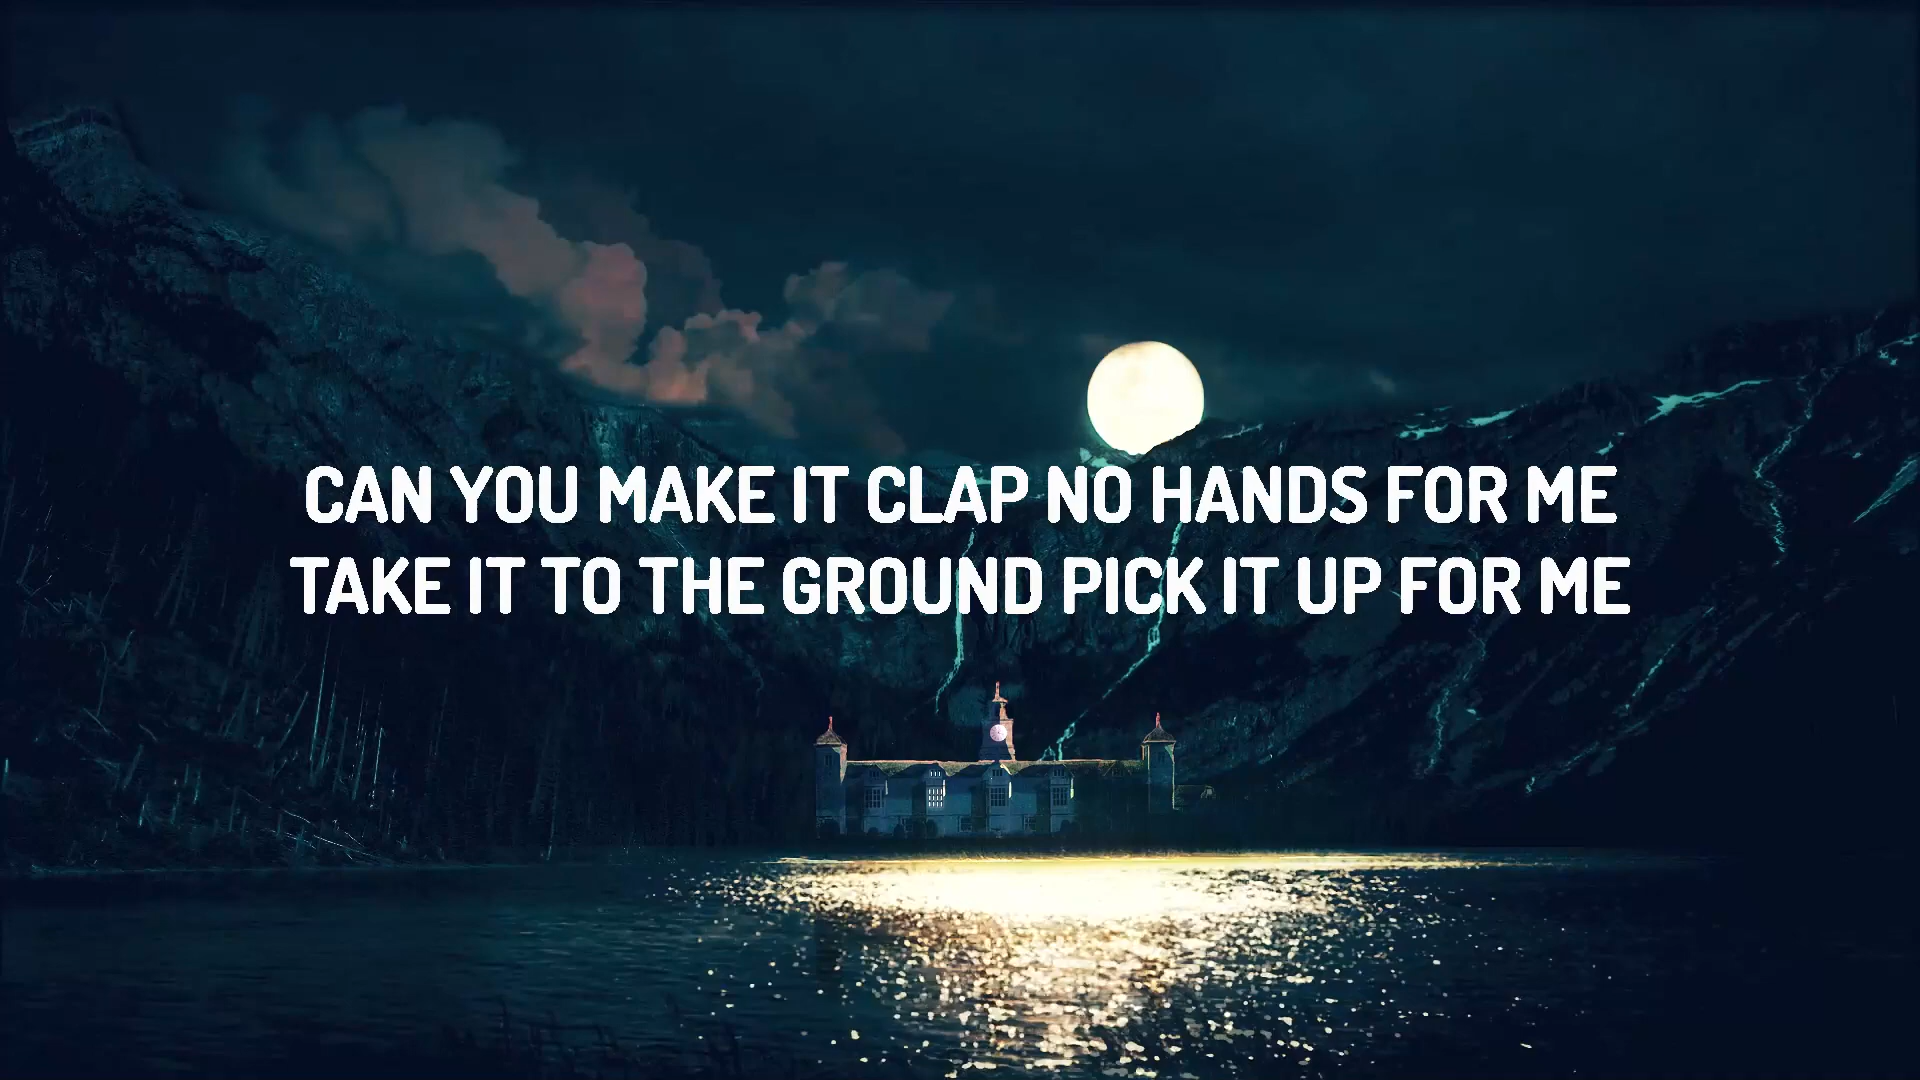 CAN YOU MAKE IT CLAP NO HANDS FOR ME
TAKE IT TO THE GROUND PICK IT UP FOR ME